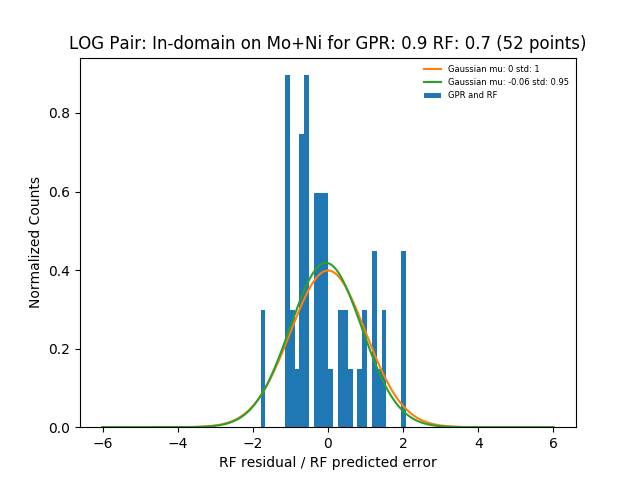 LOG Pair: In-domain on Mo+Ni for GPR: 0.9 RF: 0.7 (52 points)
Gaussian mu: 0 std: 1
Gaussian mu: -0.06 std: 0.95
GPR and RF
Normalized Counts
0.8
0.6
0.4
0.2
0.0
−6
−4
−2
0
2
4
6
RF residual / RF predicted error